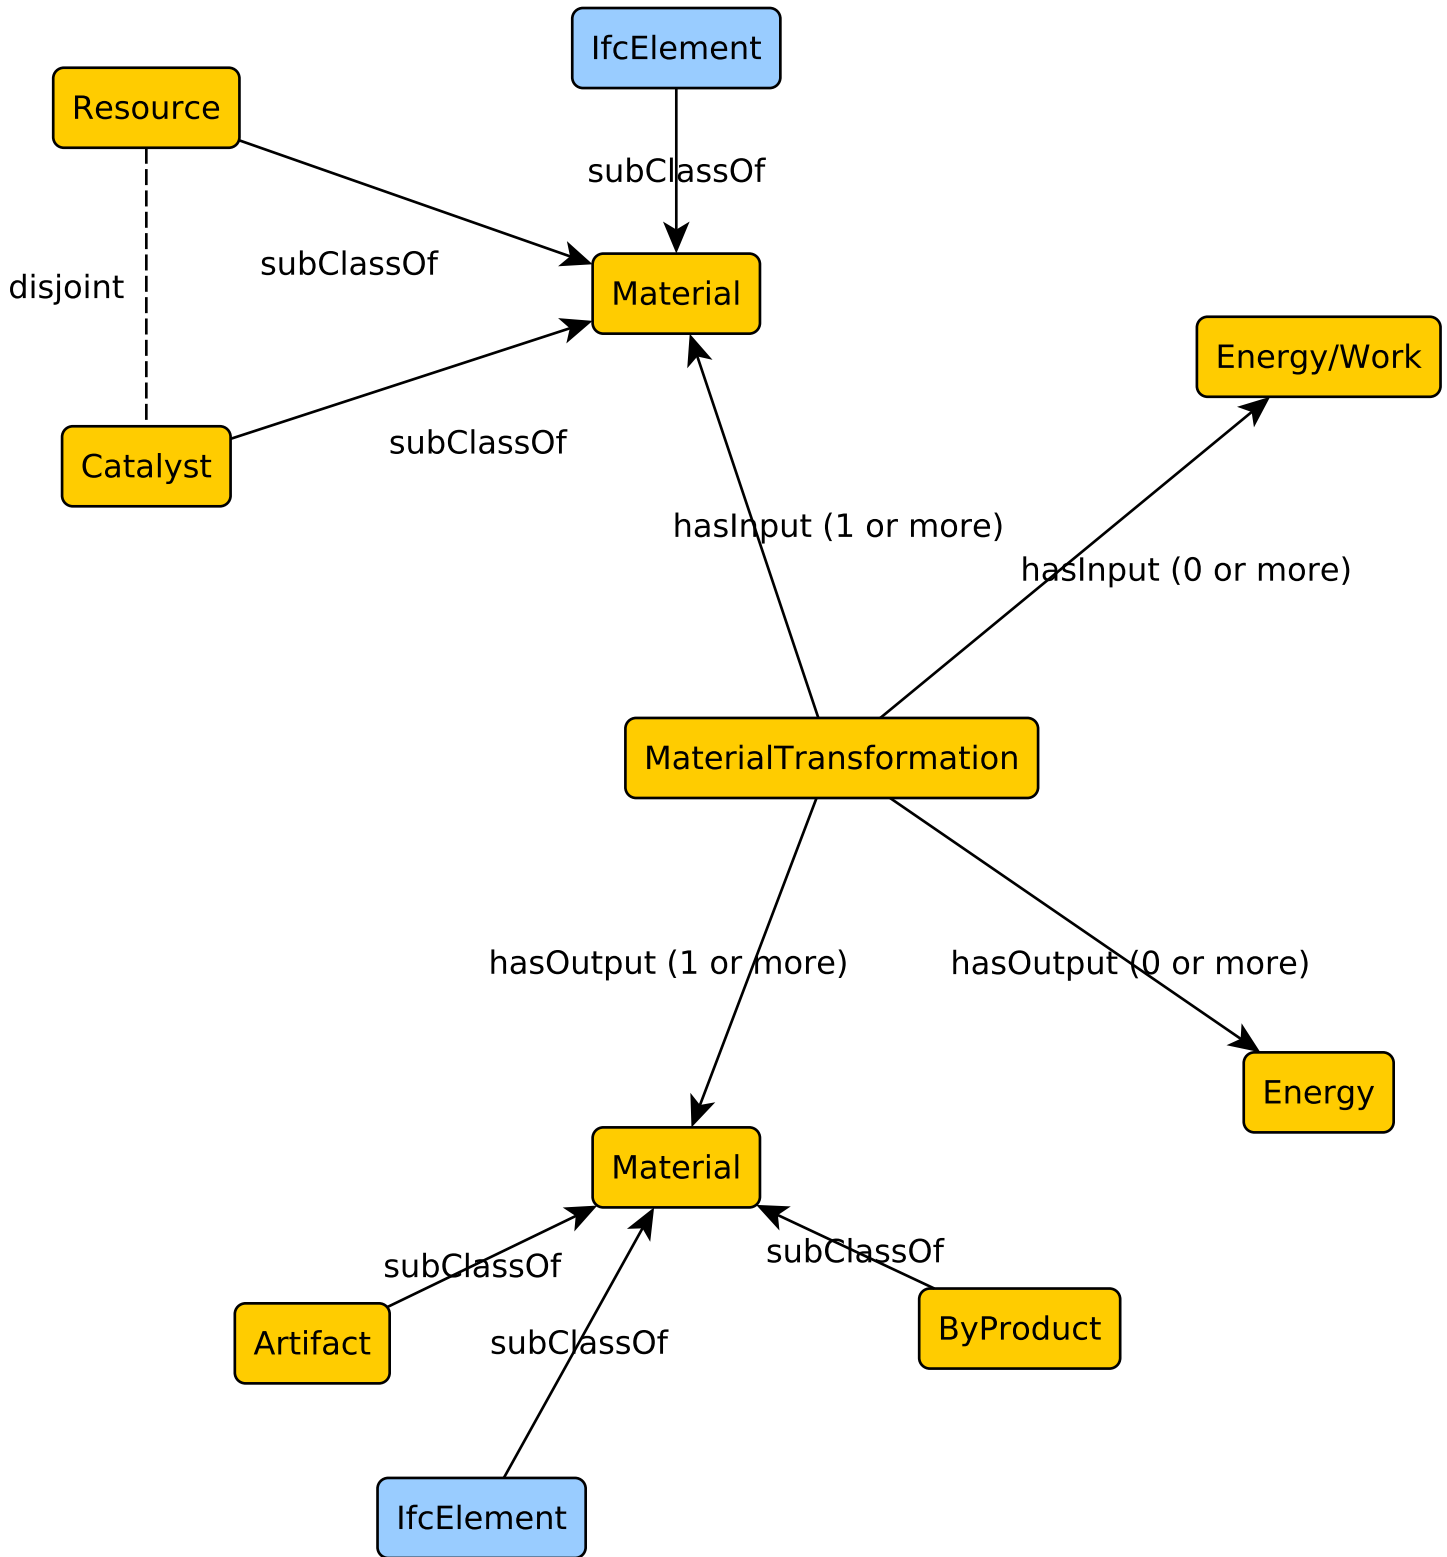 IfcElement
Resource
subClassOf
subClassOf
disjoint
Material
Energy/Work
subClassOf
Catalyst
hasInput (1 or more)
hasInput (0 or more)
MaterialTransformation
hasOutput (1 or more)
hasOutput (0 or more)
Energy
Material
subClassOf
subClassOf
ByProduct
Artifact
subClassOf
IfcElement